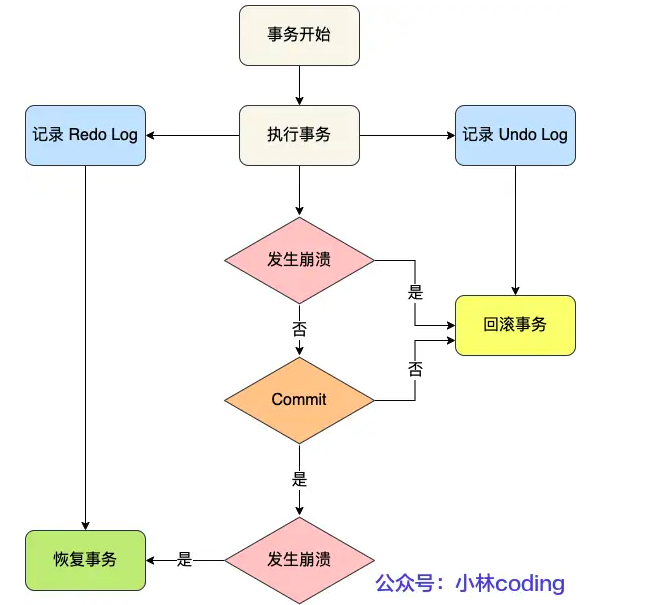 事务开始
记录 Redo Log
执行事务
记录 Undo Log
发生崩溃
是
否
回滚事务
否
Commit
是
恢复事务
是
发生崩溃
公众号：小林coding